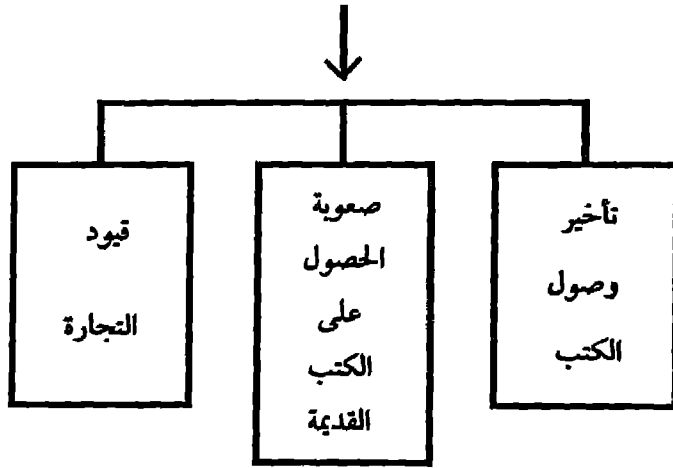 تأخير
وصول
الكتب
صعوبة
الحصول
على
الكتب
القديمة
قيود
التجارة